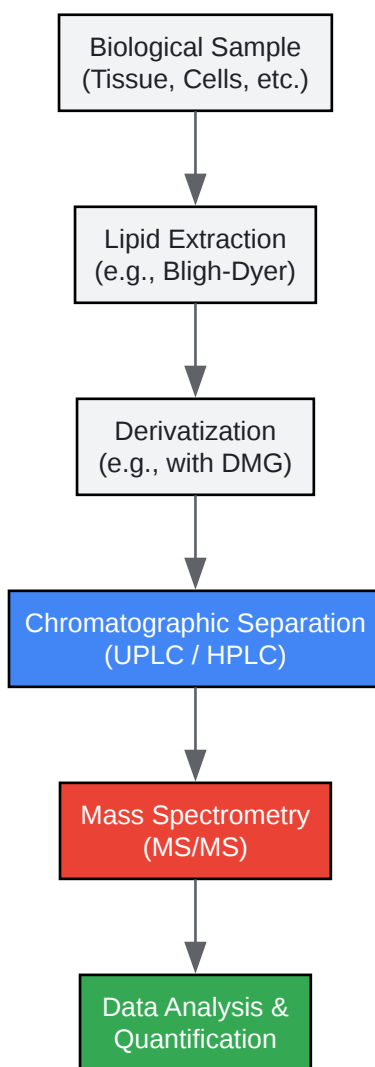 Biological Sample
(Tissue, Cells, etc.)
Lipid Extraction
(e.g., Bligh-Dyer)
Derivatization
(e.g., with DMG)
Chromatographic Separation
(UPLC / HPLC)
Mass Spectrometry
(MS/MS)
Data Analysis &
Quantification